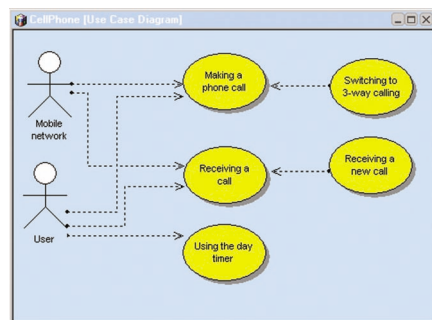 CellPhone [Use Case Diagram]
Making a
phone call
Switching to
3-way calling
Mobile
network
Receiving a
call
Receiving a
new call
User
Using the day
timer